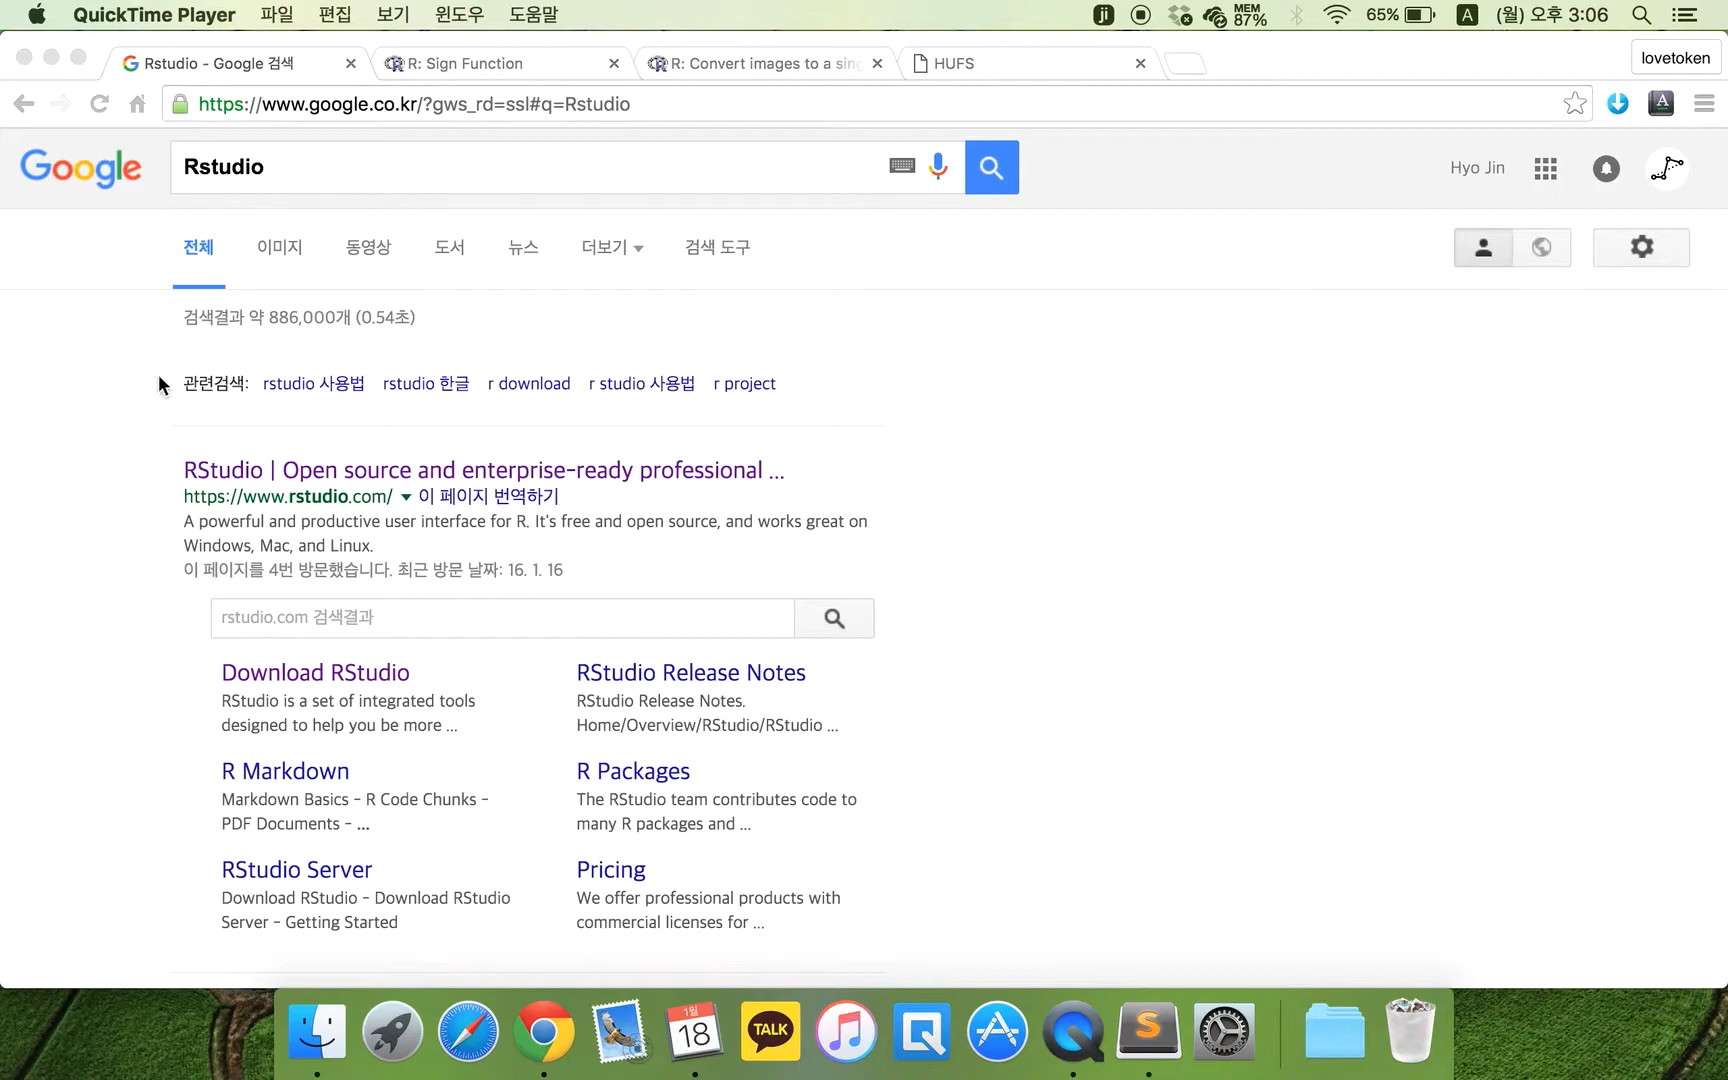 QuickTime Player 파일 편집 보기 윈도우 도움말 MEM 87% 65% A (월) 오후 3:06
Rstudio - Google 검색 R: Sign Function R: Convert images to a sing HUFS lovetoken
https://www.google.co.kr/?gws_rd=ssl#q=Rstudio
Google Rstudio Hyo Jin
전체 이미지 동영상 도서 뉴스 더보기 검색 도구
검색결과 약 886,000개 (0.54초)
관련검색: rstudio 사용법 rstudio 한글 r download r studio 사용법 r project
RStudio | Open source and enterprise-ready professional ...
https://www.rstudio.com/ 이 페이지 번역하기
A powerful and productive user interface for R. It's free and open source, and works great on
Windows, Mac, and Linux.
이 페이지를 4번 방문했습니다. 최근 방문 날짜: 16. 1. 16
rstudio.com 검색결과
Download RStudio
RStudio is a set of integrated tools
designed to help you be more ...
RStudio Release Notes
RStudio Release Notes.
Home/Overview/RStudio/RStudio ...
R Markdown
Markdown Basics - R Code Chunks -
PDF Documents - ...
R Packages
The RStudio team contributes code to
many R packages and ...
RStudio Server
Download RStudio - Download RStudio
Server - Getting Started
Pricing
We offer professional products with
commercial licenses for ...
1월
18
TALK